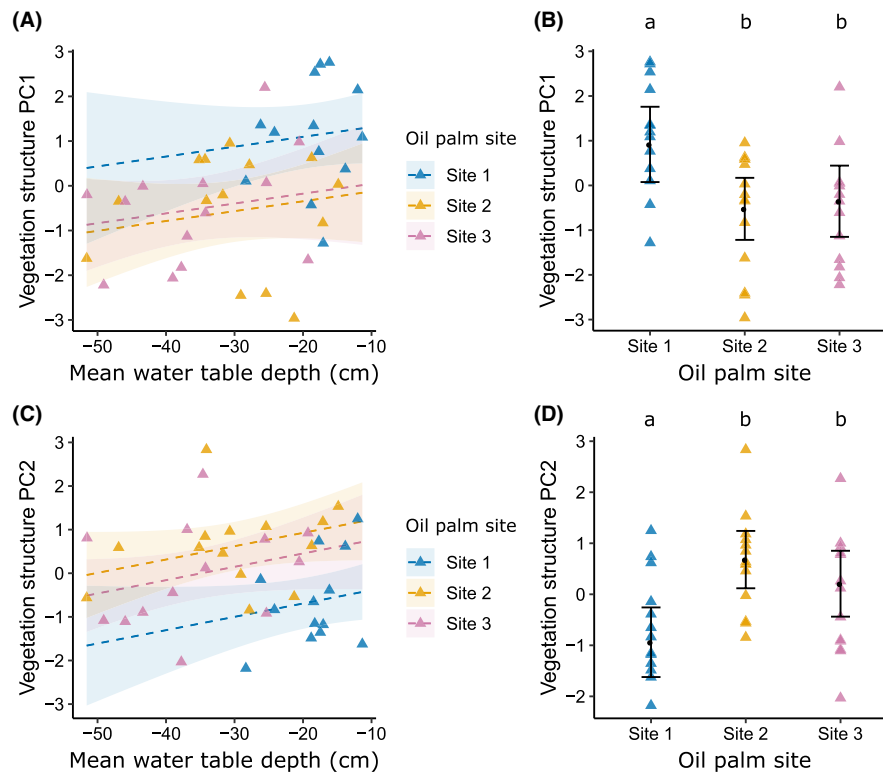 (A)
Vegetation structure PC1
3
2
1
0
−1
−2
−3
−50 −40 −30 −20 −10
Mean water table depth (cm)
Oil palm site
Site 1
Site 2
Site 3
(B)
a b b
Vegetation structure PC1
3
2
1
0
−1
−2
−3
Site 1 Site 2 Site 3
Oil palm site
(C)
Vegetation structure PC2
3
2
1
0
−1
−2
−3
−50 −40 −30 −20 −10
Mean water table depth (cm)
Oil palm site
Site 1
Site 2
Site 3
(D)
a b b
Vegetation structure PC2
3
2
1
0
−1
−2
Site 1 Site 2 Site 3
Oil palm site